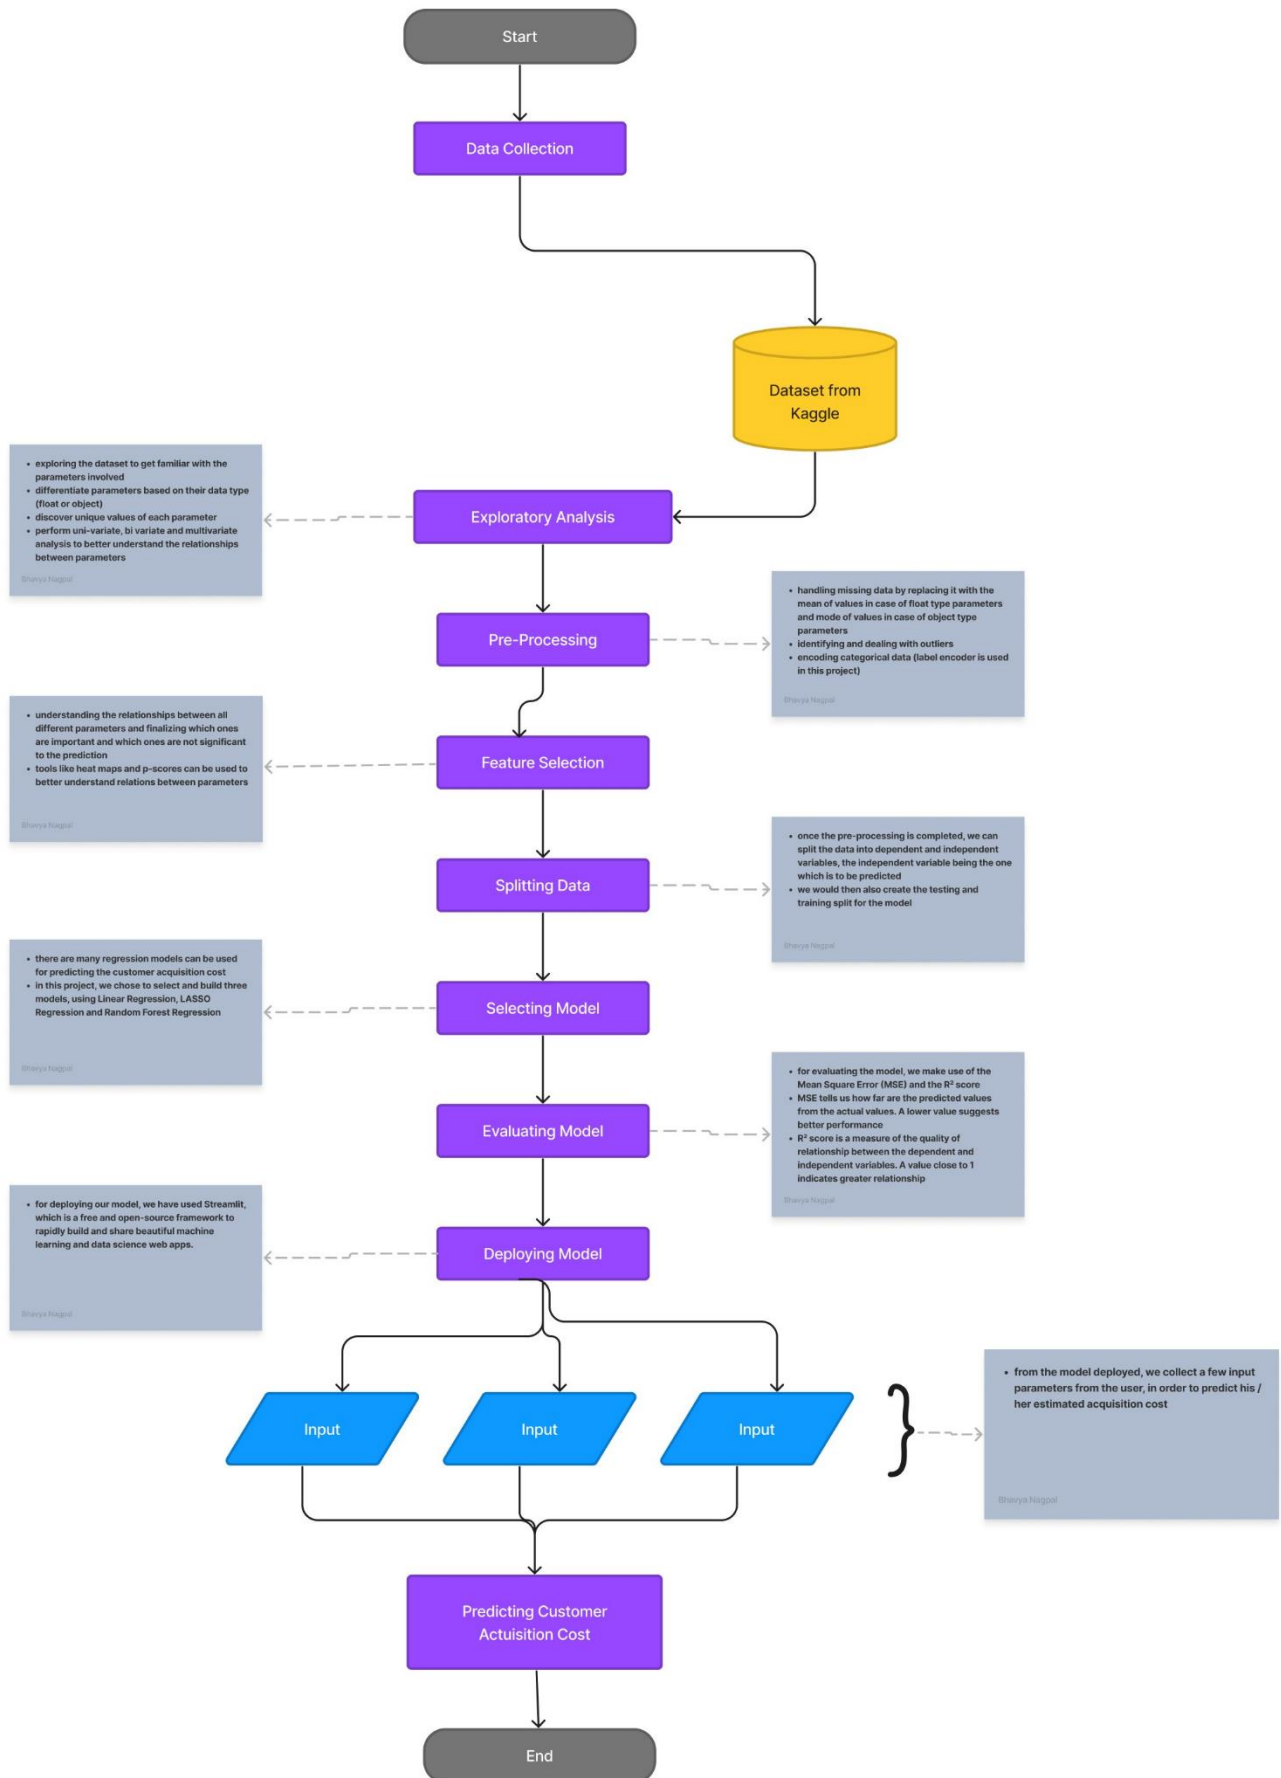 Start
Data Collection
Dataset from
Kaggle
• exploring the dataset to get familiar with the
parameters involved
• differentiate parameters based on their data type
(float or object)
• discover unique values of each parameter
• perform uni-variate, bi variate and multivariate
analysis to better understand the relationships
between parameters
Bhavya Nagpal
Exploratory Analysis
Pre-Processing
• handling missing data by replacing it with the
mean of values in case of float type parameters
and mode of values in case of object type
parameters
• identifying and dealing with outliers
• encoding categorical data (label encoder is used
in this project)
Bhavya Nagpal
• understanding the relationships between all
different parameters and finalizing which ones
are important and which ones are not significant
to the prediction
• tools like heat maps and p-scores can be used to
better understand relations between parameters
Bhavya Nagpal
Feature Selection
Splitting Data
• once the pre-processing is completed, we can
split the data into dependent and independent
variables, the independent variable being the one
which is to be predicted
• we would then also create the testing and
training split for the model
Bhavya Nagpal
• there are many regression models can be used
for predicting the customer acquisition cost
• in this project, we chose to select and build three
models, using Linear Regression, LASSO
Regression and Random Forest Regression
Bhavya Nagpal
Selecting Model
Evaluating Model
• for evaluating the model, we make use of the
Mean Square Error (MSE) and the R² score
• MSE tells us how far are the predicted values
from the actual values. A lower value suggests
better performance
• R² score is a measure of the quality of
relationship between the dependent and
independent variables. A value close to 1
indicates greater relationship
Bhavya Nagpal
• for deploying our model, we have used Streamlit,
which is a free and open-source framework to
rapidly build and share beautiful machine
learning and data science web apps.
Bhavya Nagpal
Deploying Model
Input
Input
Input
• from the model deployed, we collect a few input
parameters from the user, in order to predict his /
her estimated acquisition cost
Bhavya Nagpal
Predicting Customer
Actuisition Cost
End